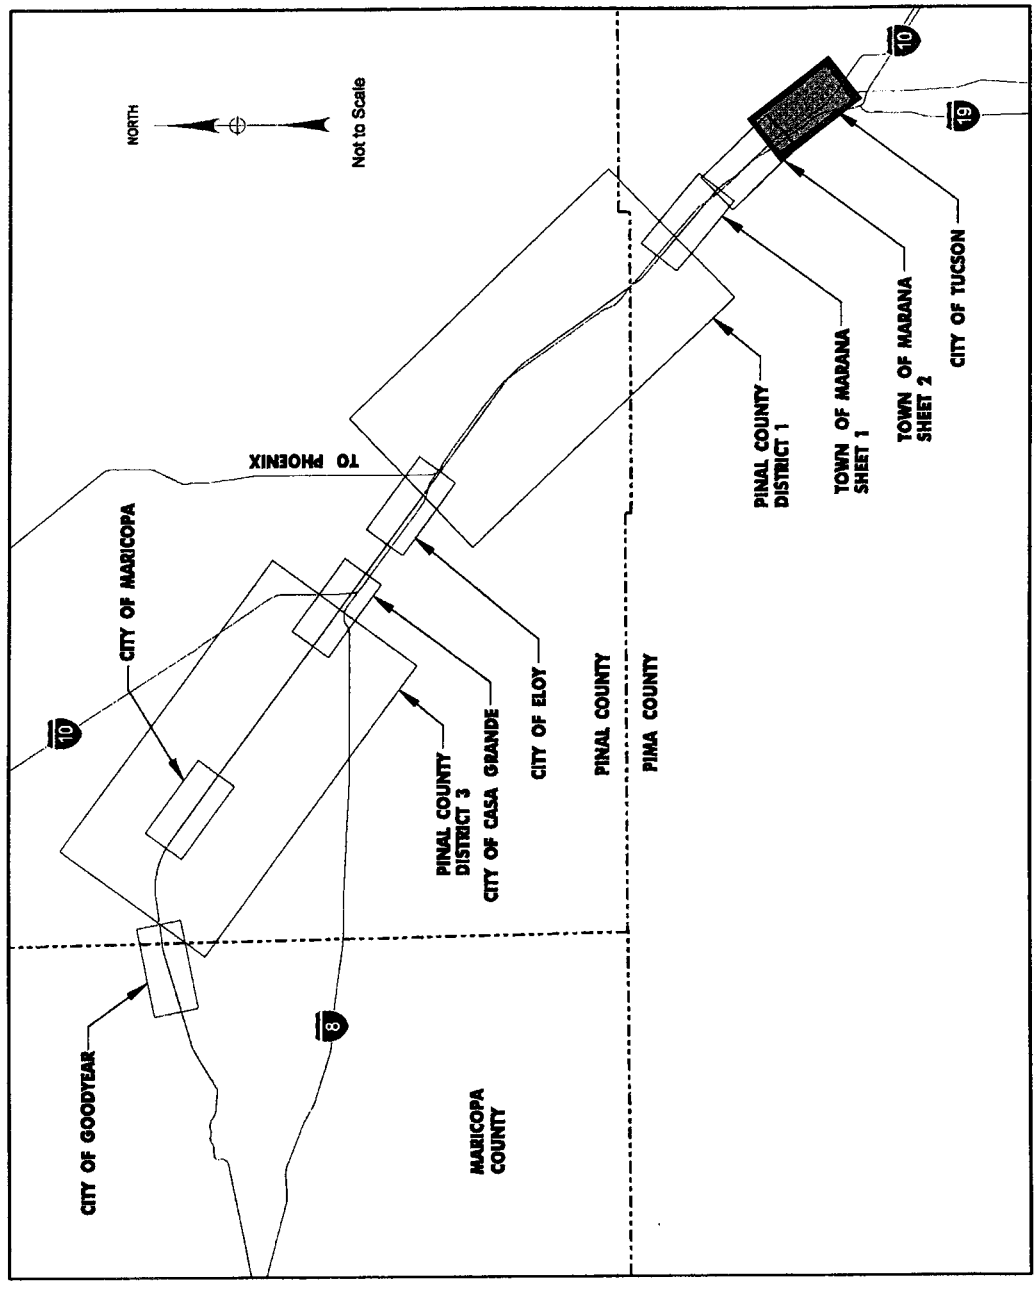 NORTH
Not to Scale
10
19
TO PHOENIX
CITY OF MARICOPA
10
CITY OF GOODYEAR
8
MARICOPA
COUNTY
PINAL COUNTY
DISTRICT 3
CITY OF CASA GRANDE
CITY OF ELOY
PINAL COUNTY
PIMA COUNTY
PINAL COUNTY
DISTRICT 1
TOWN OF MARANA
SHEET 1
TOWN OF MARANA
SHEET 2
CITY OF TUCSON